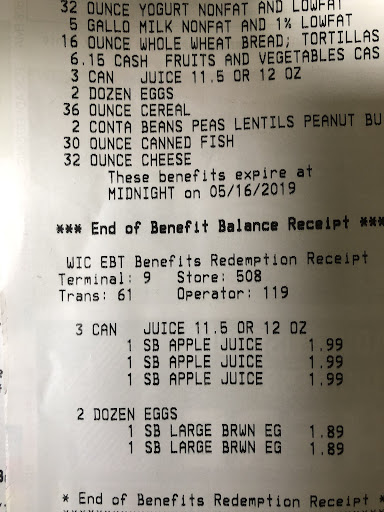 32 OUNCE YOGURT NONFAT AND LOWFAT
5 GALLO MILK NONFAT AND 1% LOWFAT
16 OUNCE WHOLE WHEAT BREAD; TORTILLAS
6.15 CASH FRUITS AND VEGETABLES CAS
3 CAN JUICE 11.5 OR 12 OZ
2 DOZEN EGGS
36 OUNCE CEREAL
2 CONTA BEANS PEAS LENTILS PEANUT BU
30 OUNCE CANNED FISH
32 OUNCE CHEESE
These benefits expire at
MIDNIGHT on 05/16/2019
*** End of Benefit Balance Receipt ***
WIC EBT Benefits Redemption Receipt
Terminal: 9 Store: 508
Trans: 61 Operator: 119
3 CAN JUICE 11.5 OR 12 OZ
1 SB APPLE JUICE 1.99
1 SB APPLE JUICE 1.99
1 SB APPLE JUICE 1.99
2 DOZEN EGGS
1 SB LARGE BRWN EG 1.89
1 SB LARGE BRWN EG 1.89
* End of Benefits Redemption Receipt *